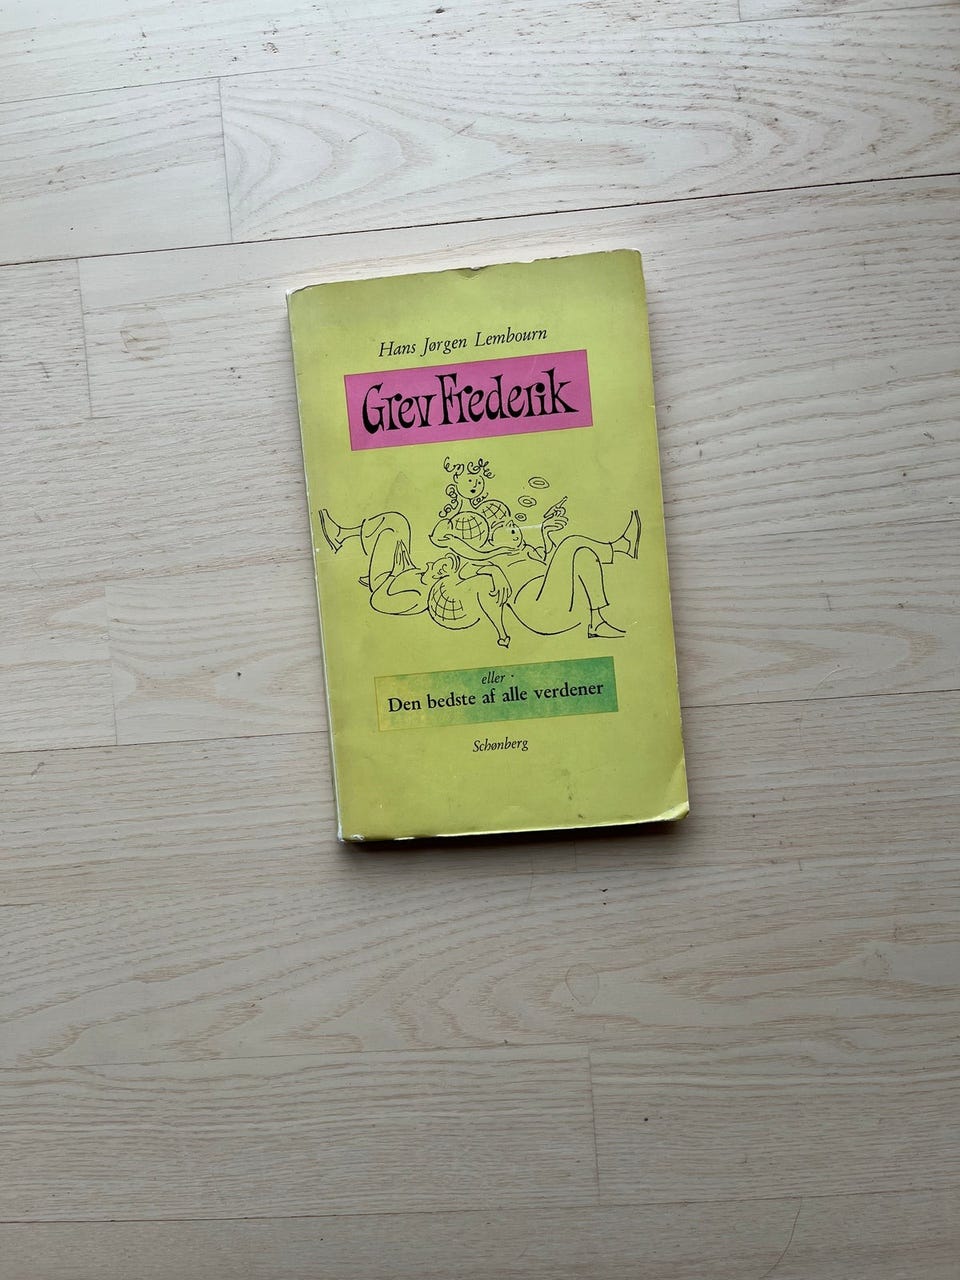 Hans Jørgen Lembourn
Grev Frederik
eller
Den bedste af alle verdener
Schønberg